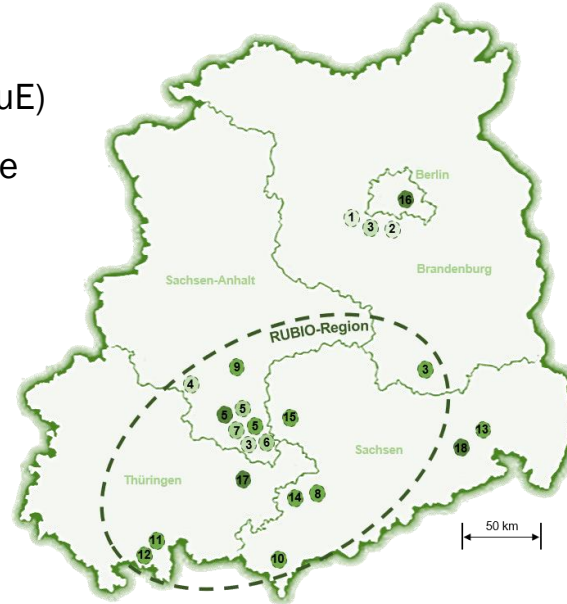 uE)
e
Berlin
16
1
3
2
Brandenburg
Sachsen-Anhalt
RUBIO-Region
9
3
4
5
5
15
5
7
13
3
6
18
Sachsen
Thüringen
17
14
8
50 km
11
12
10